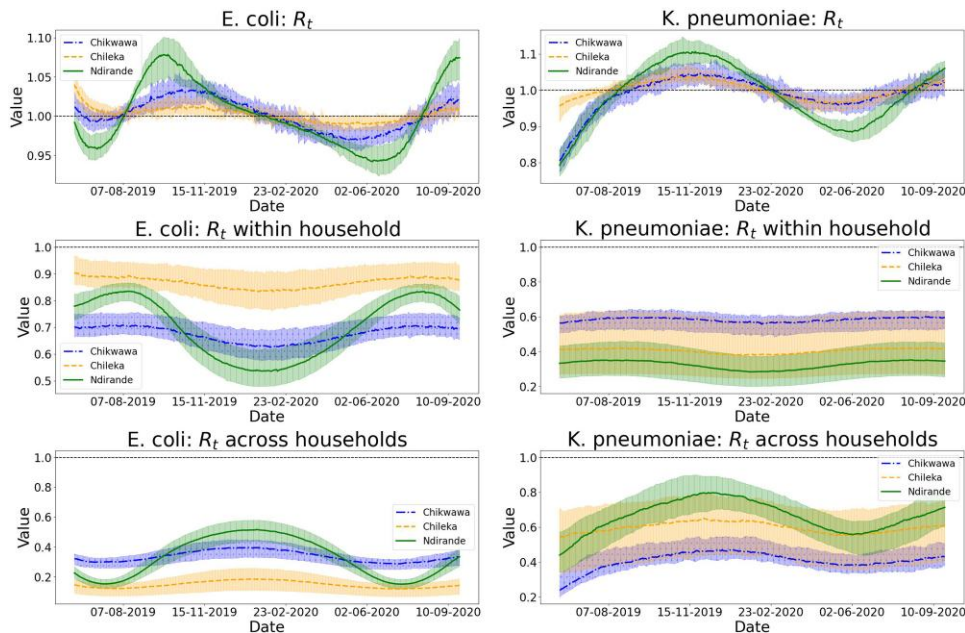 E. coli: R_t
Value
1.10
1.05
1.00
0.95
Chikwawa
Chileka
Ndirande
07-08-2019 15-11-2019 23-02-2020 02-06-2020 10-09-2020
Date
K. pneumoniae: R_t
Value
1.1
1.0
0.9
0.8
Chikwawa
Chileka
Ndirande
07-08-2019 15-11-2019 23-02-2020 02-06-2020 10-09-2020
Date
E. coli: R_t within household
Value
1.0
0.9
0.8
0.7
0.6
0.5
Chikwawa
Chileka
Ndirande
07-08-2019 15-11-2019 23-02-2020 02-06-2020 10-09-2020
Date
K. pneumoniae: R_t within household
Value
1.0
0.8
0.6
0.4
0.2
Chikwawa
Chileka
Ndirande
07-08-2019 15-11-2019 23-02-2020 02-06-2020 10-09-2020
Date
E. coli: R_t across households
Value
1.0
0.8
0.6
0.4
0.2
Chikwawa
Chileka
Ndirande
07-08-2019 15-11-2019 23-02-2020 02-06-2020 10-09-2020
Date
K. pneumoniae: R_t across households
Value
1.0
0.8
0.6
0.4
0.2
Chikwawa
Chileka
Ndirande
07-08-2019 15-11-2019 23-02-2020 02-06-2020 10-09-2020
Date